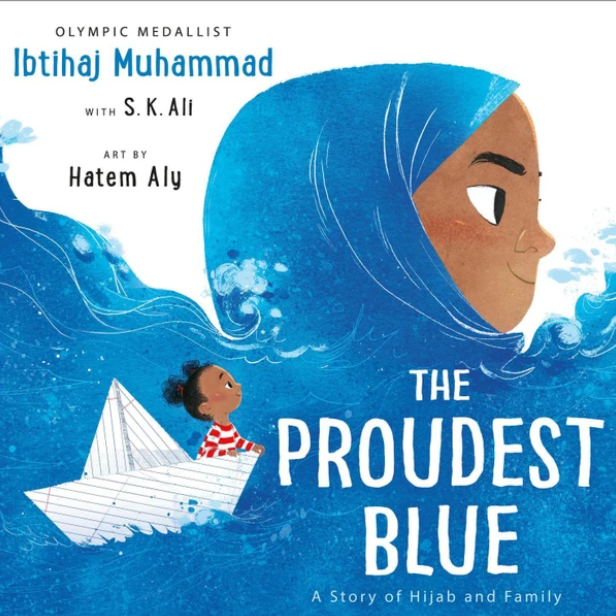 OLYMPIC MEDALLIST
Ibtihaj Muhammad
WITH S. K. Ali
ART BY
Hatem Aly
THE
PROUDEST
BLUE
A Story of Hijab and Family